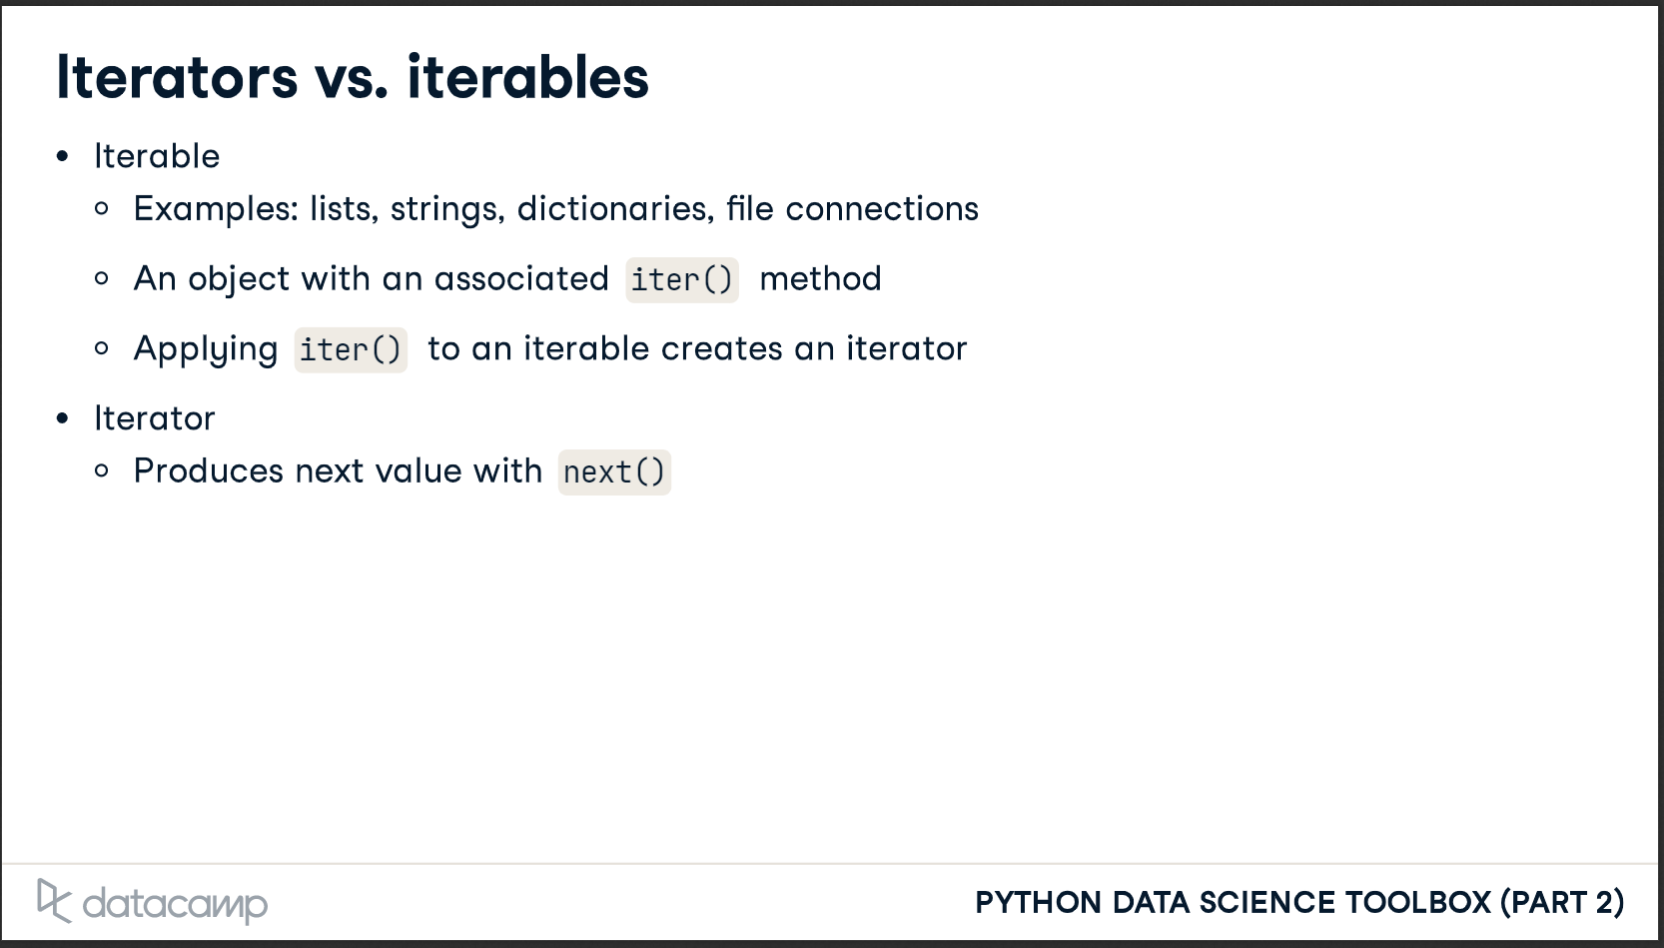 Iterators vs. iterables
• Iterable
○ Examples: lists, strings, dictionaries, file connections
○ An object with an associated iter() method
○ Applying iter() to an iterable creates an iterator
• Iterator
○ Produces next value with next()
datacamp
PYTHON DATA SCIENCE TOOLBOX (PART 2)